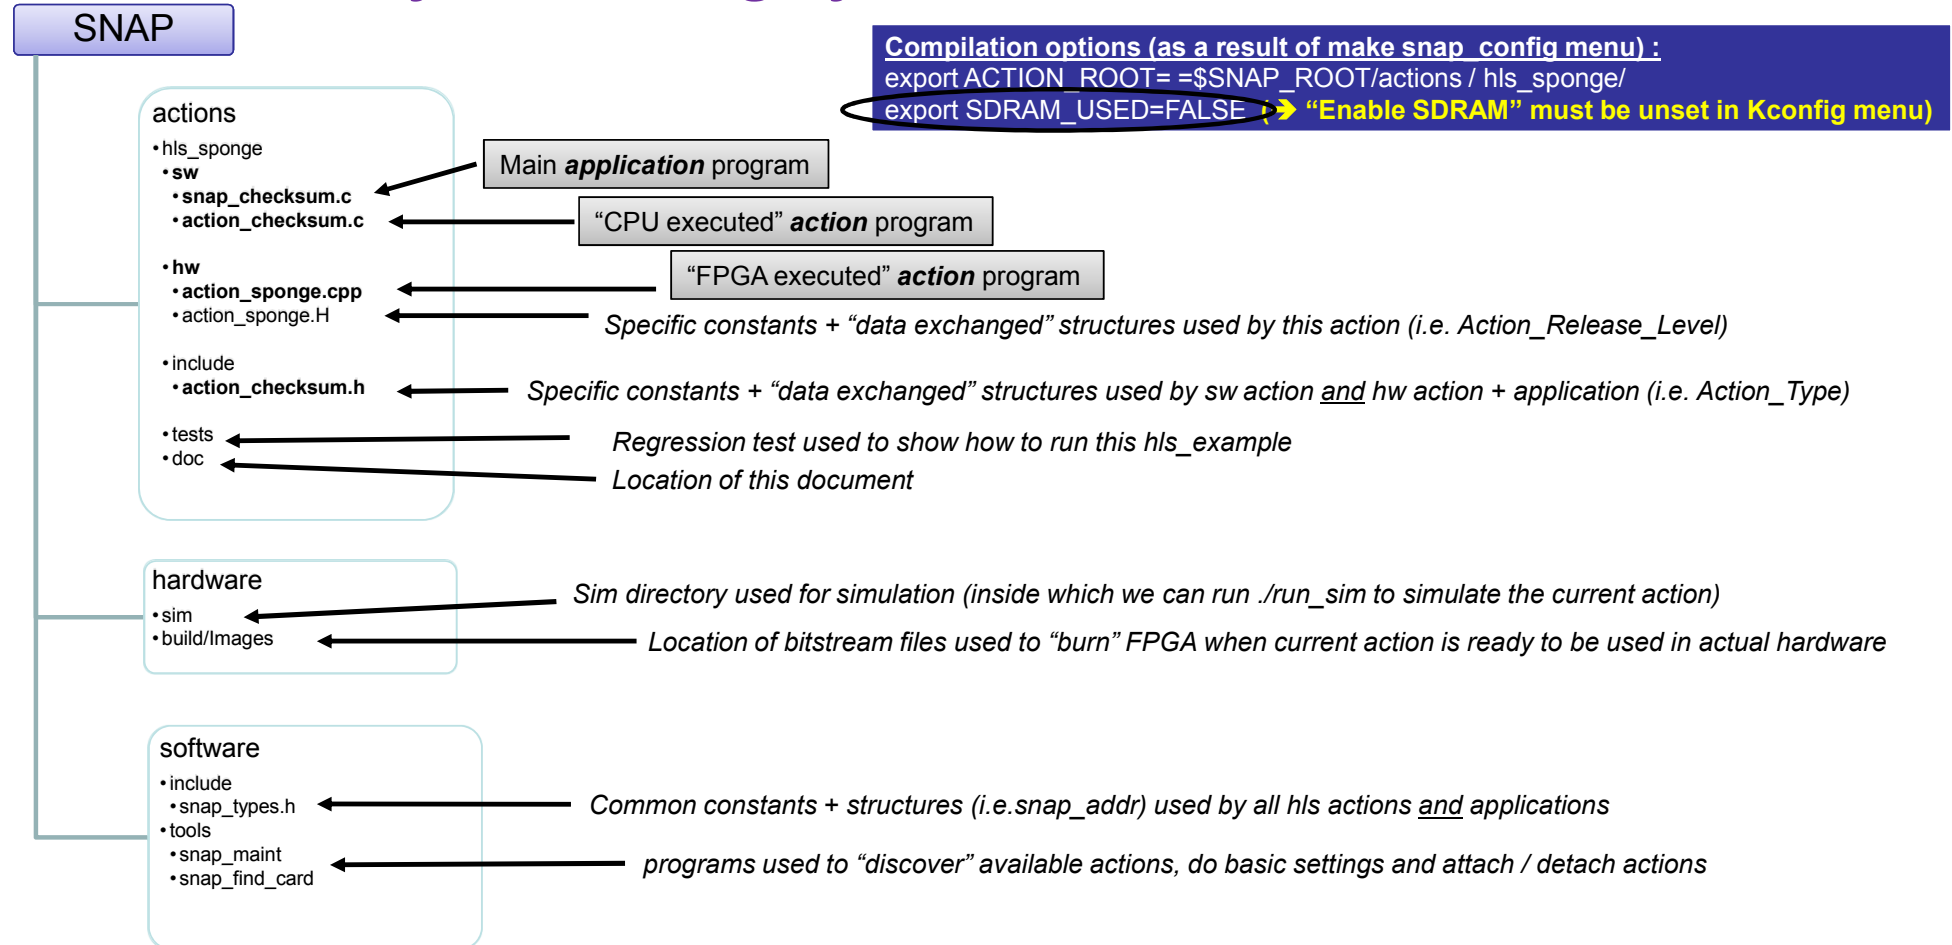 SNAP
Compilation options (as a result of make snap_config menu) :
export ACTION_ROOT= =$SNAP_ROOT/actions / hls_sponge/
export SDRAM_USED=FALSE (➔ “Enable SDRAM” must be unset in Kconfig menu)
actions
•hls_sponge
•sw
•snap_checksum.c
•action_checksum.c
•hw
•action_sponge.cpp
•action_sponge.H
•include
•action_checksum.h
•tests
•doc
Main application program
“CPU executed” action program
“FPGA executed” action program
Specific constants + “data exchanged” structures used by this action (i.e. Action_Release_Level)
Specific constants + “data exchanged” structures used by sw action and hw action + application (i.e. Action_Type)
Regression test used to show how to run this hls_example
Location of this document
hardware
•sim
•build/Images
Sim directory used for simulation (inside which we can run ./run_sim to simulate the current action)
Location of bitstream files used to “burn” FPGA when current action is ready to be used in actual hardware
software
•include
•snap_types.h
•tools
•snap_maint
•snap_find_card
Common constants + structures (i.e.snap_addr) used by all hls actions and applications
programs used to “discover” available actions, do basic settings and attach / detach actions